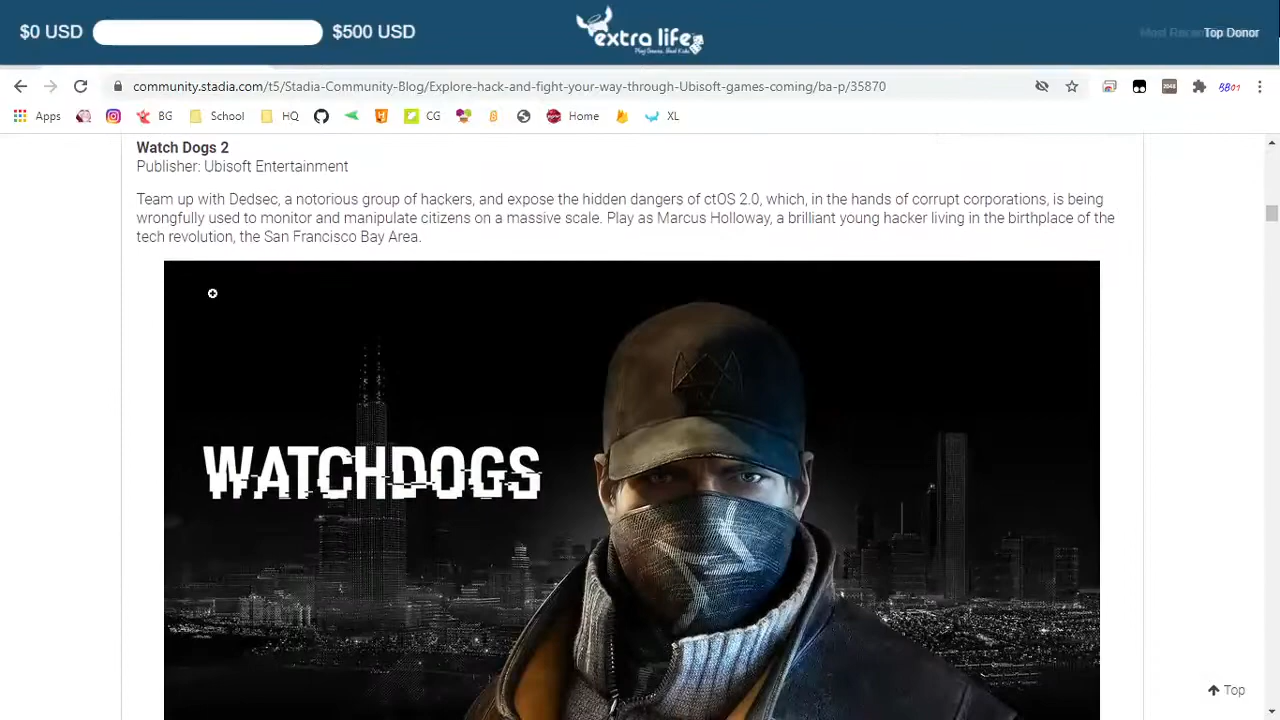 $0 USD
$500 USD
extra life
Play Games. Heal Kids.
Top Donor
community.stadia.com/t5/Stadia-Community-Blog/Explore-hack-and-fight-your-way-through-Ubisoft-games-coming/ba-p/35870
Apps
BG
School
HQ
CG
Home
XL
Watch Dogs 2
Publisher: Ubisoft Entertainment
Team up with Dedsec, a notorious group of hackers, and expose the hidden dangers of ctOS 2.0, which, in the hands of corrupt corporations, is being
wrongfully used to monitor and manipulate citizens on a massive scale. Play as Marcus Holloway, a brilliant young hacker living in the birthplace of the
tech revolution, the San Francisco Bay Area.
WATCHDOGS
Top